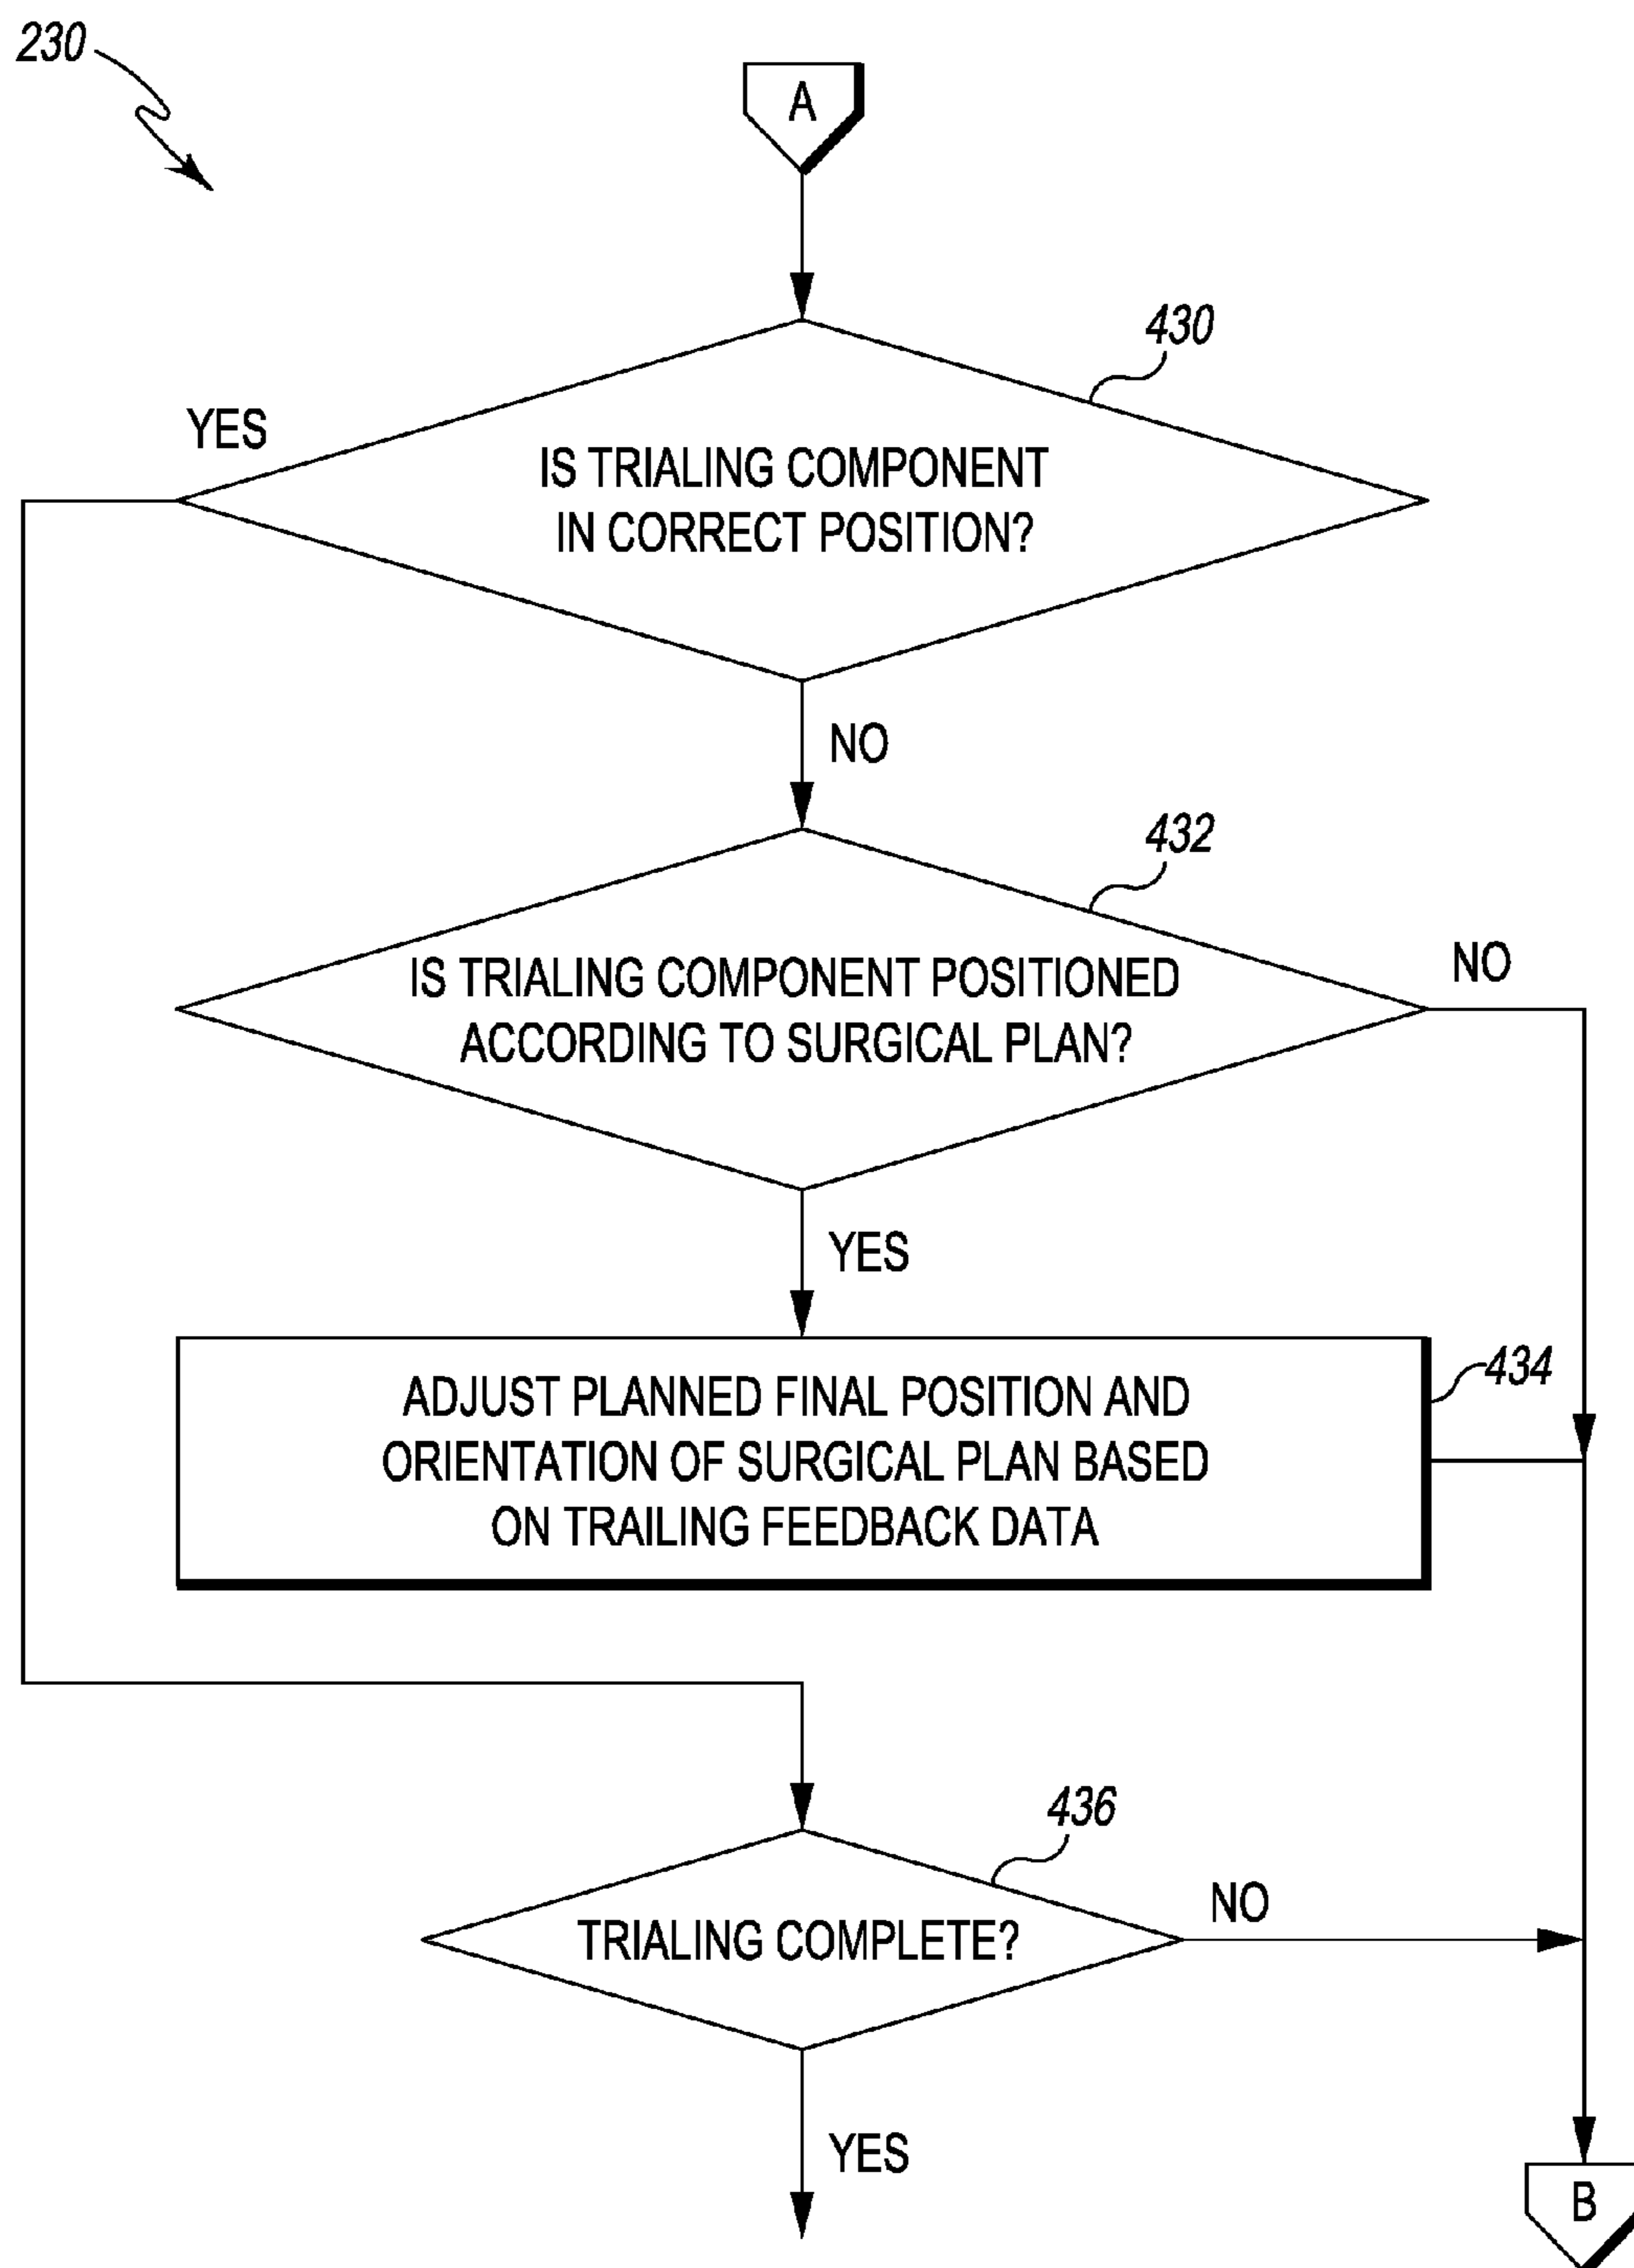 230
A
430
YES
IS TRIALING COMPONENT
IN CORRECT POSITION?
NO
432
IS TRIALING COMPONENT POSITIONED
ACCORDING TO SURGICAL PLAN?
NO
YES
434
ADJUST PLANNED FINAL POSITION AND
ORIENTATION OF SURGICAL PLAN BASED
ON TRAILING FEEDBACK DATA
436
TRIALING COMPLETE?
NO
YES
B